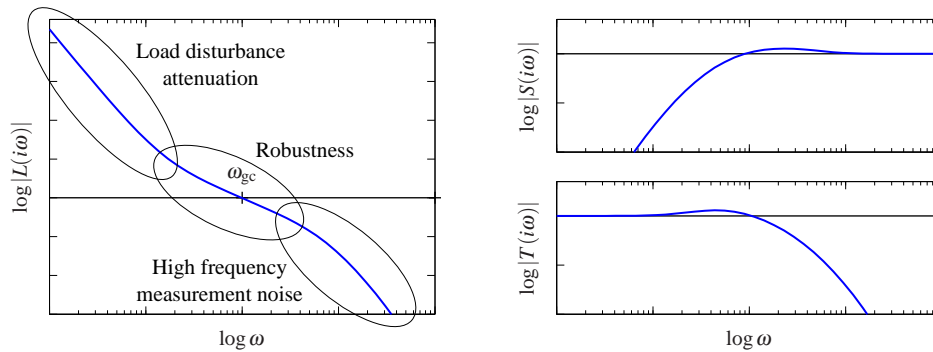 Load disturbance
attenuation
Robustness
ω_gc
High frequency
measurement noise
log |L(iω)|
log ω
log |S(iω)|
log |T(iω)|
log ω